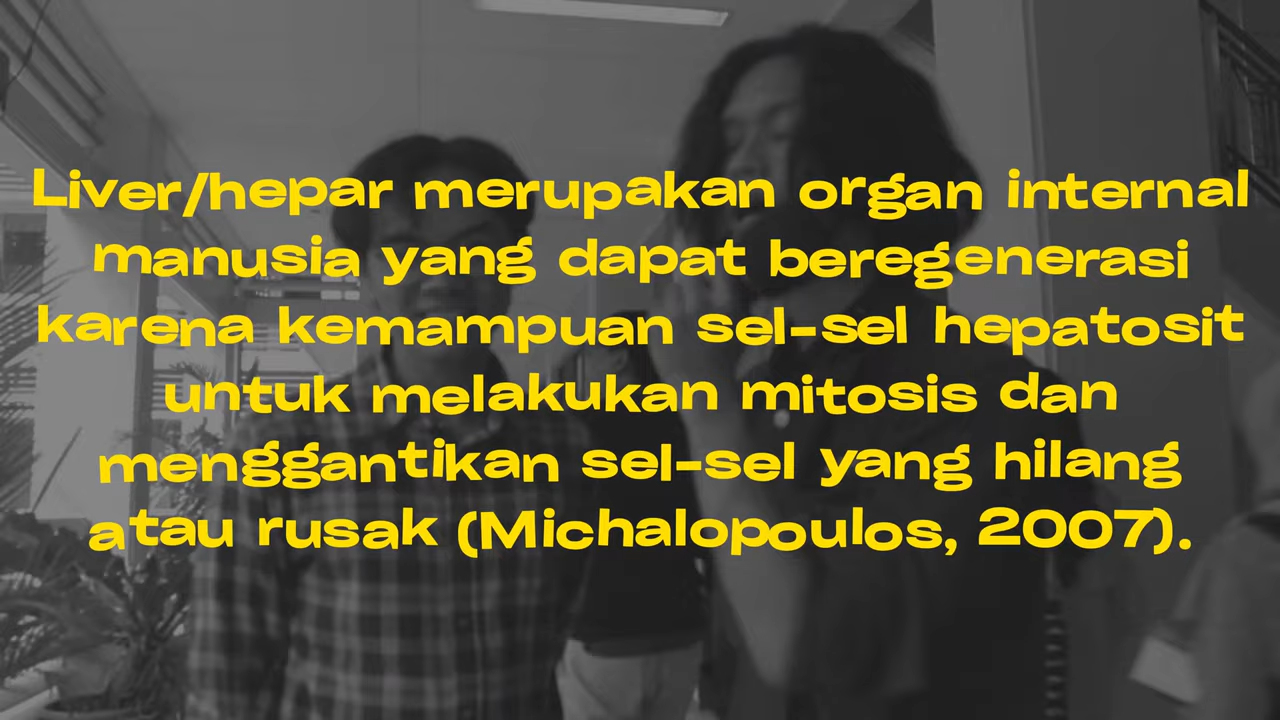 Liver/hepar merupakan organ internal
manusia yang dapat beregenerasi
karena kemampuan sel-sel hepatosit
untuk melakukan mitosis dan
menggantikan sel-sel yang hilang
atau rusak (Michalopoulos, 2007).